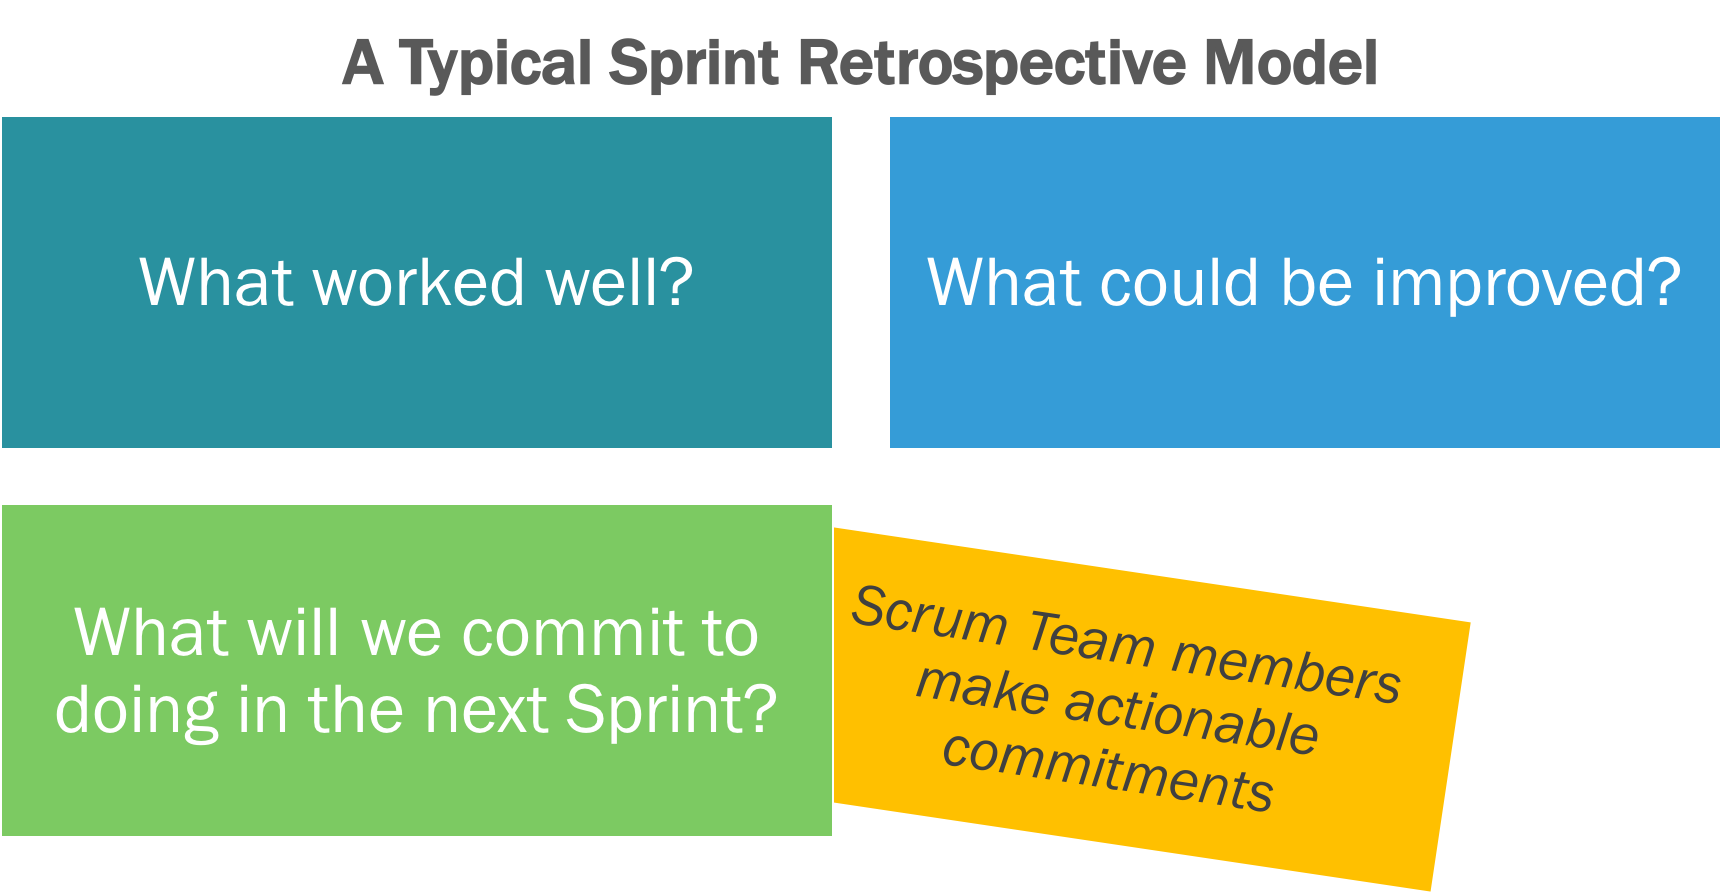 A Typical Sprint Retrospective Model
What worked well?
What could be improved?
What will we commit to
doing in the next Sprint?
Scrum Team members
make actionable
commitments